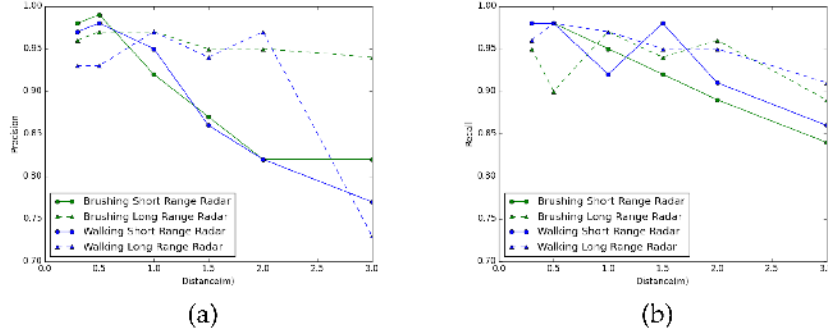 1.00
0.95
0.90
0.85
0.80
0.75
0.70
Precision
Brushing Short Range Radar
Brushing Long Range Radar
Walking Short Range Radar
Walking Long Range Radar
0.0 0.5 1.0 1.5 2.0 2.5 3.0
Distance(m)
(a)
1.00
0.95
0.90
0.85
0.80
0.75
0.70
Recall
Brushing Short Range Radar
Brushing Long Range Radar
Walking Short Range Radar
Walking Long Range Radar
0.0 0.5 1.0 1.5 2.0 2.5 3.0
Distance(m)
(b)